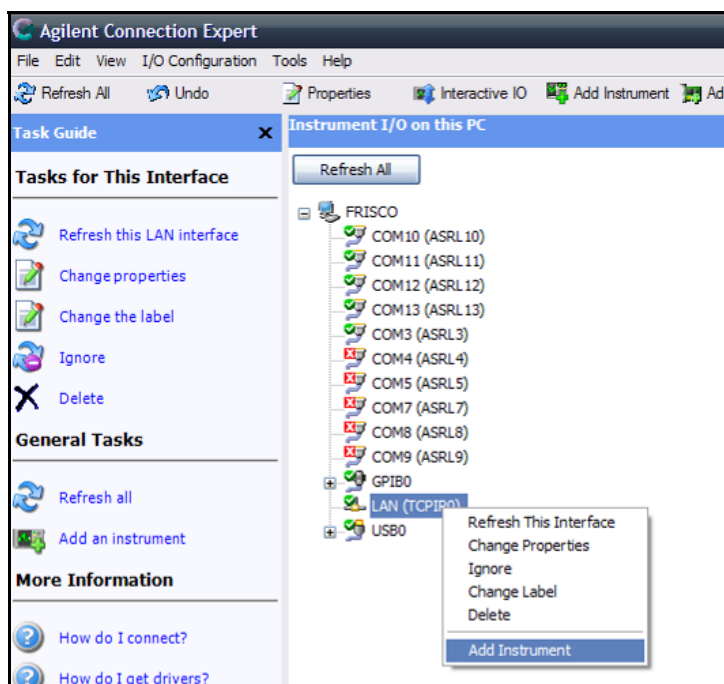 Agilent Connection Expert
File Edit View I/O Configuration Tools Help
Refresh All Undo Properties Interactive IO Add Instrument Ad
Task Guide
Tasks for This Interface
Refresh this LAN interface
Change properties
Change the label
Ignore
Delete
General Tasks
Refresh all
Add an instrument
More Information
How do I connect?
How do I get drivers?
Instrument I/O on this PC
Refresh All
FRISCO
COM10 (ASRL10)
COM11 (ASRL11)
COM12 (ASRL12)
COM13 (ASRL13)
COM3 (ASRL3)
COM4 (ASRL4)
COM5 (ASRL5)
COM7 (ASRL7)
COM8 (ASRL8)
COM9 (ASRL9)
GPIB0
LAN (TCPIP0)
USB0
Refresh This Interface
Change Properties
Ignore
Change Label
Delete
Add Instrument